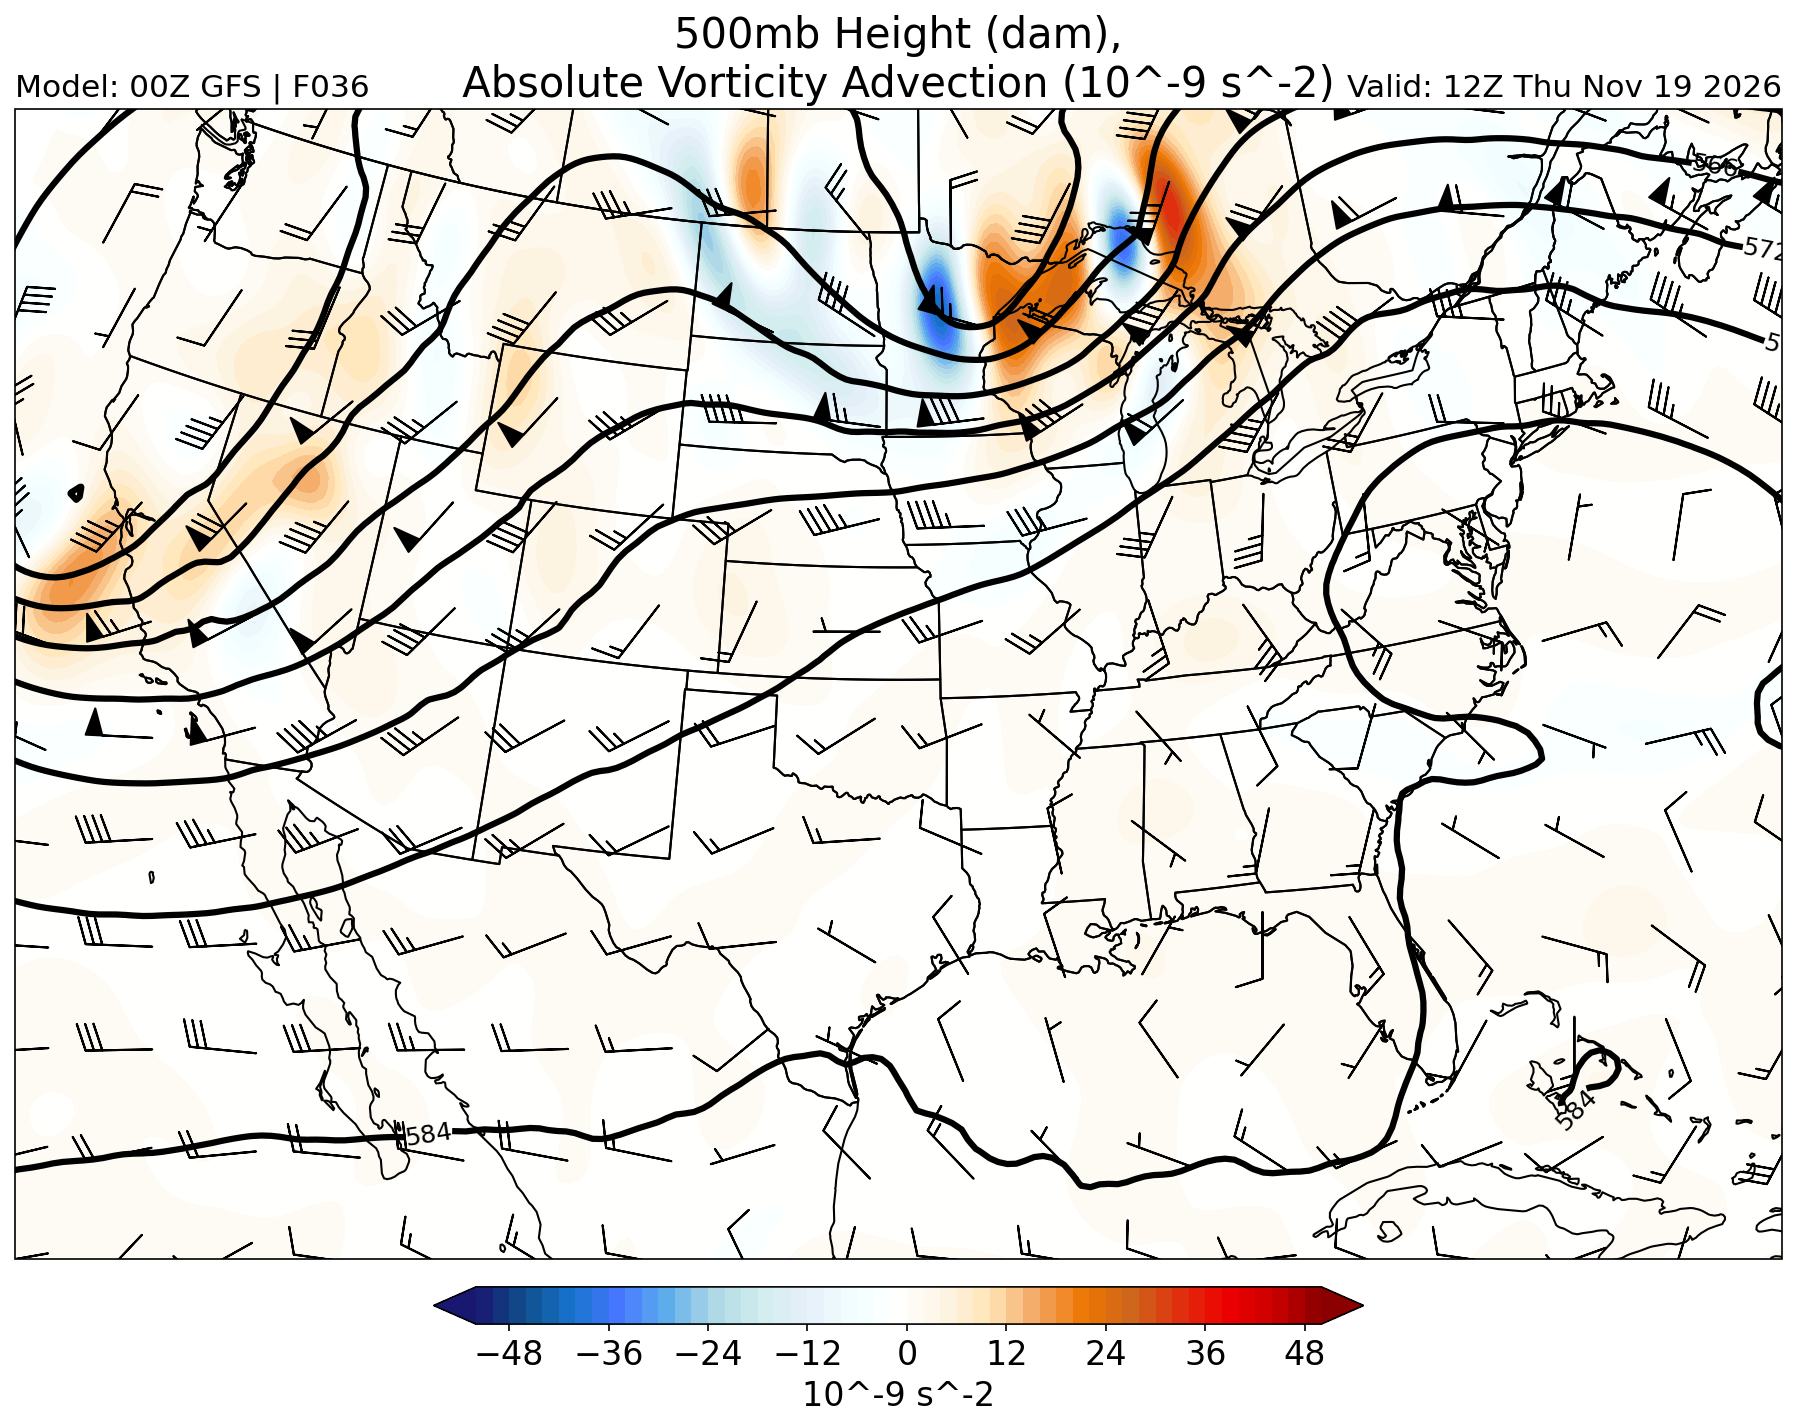 500mb Height (dam),
Model: 00Z GFS | F036
Absolute Vorticity Advection (10^-9 s^-2)
Valid: 12Z Thu Nov 19 2026
566
572
584
584
−48 −36 −24 −12 0 12 24 36 48
10^-9 s^-2